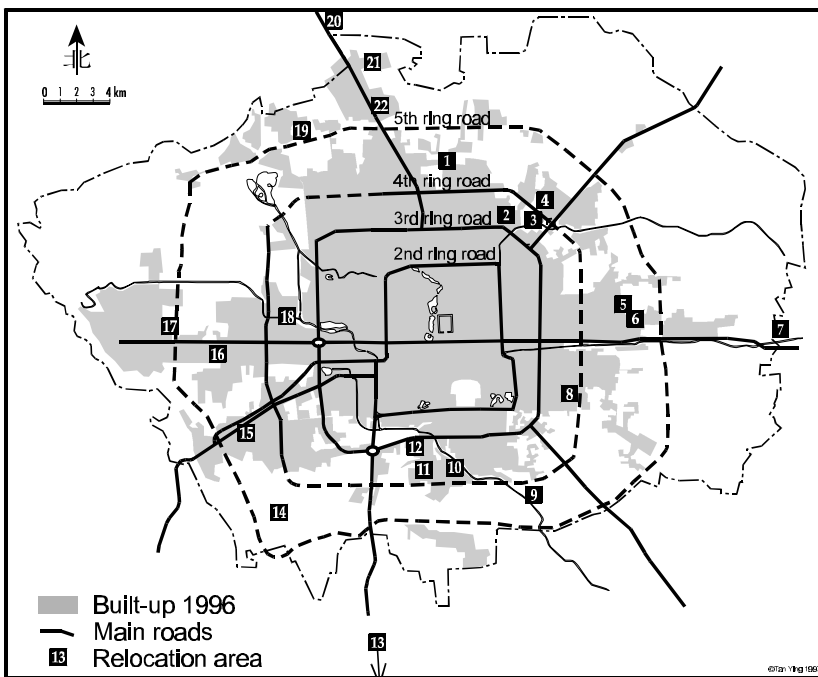 20
北
21
0 1 2 3 4 km
22
5th ring road
19
1
4th ring road
4
3rd ring road
2
3
2nd ring road
5
6
18
17
7
16
8
15
12
11
10
9
14
Built-up 1996
Main roads
13
Relocation area
13